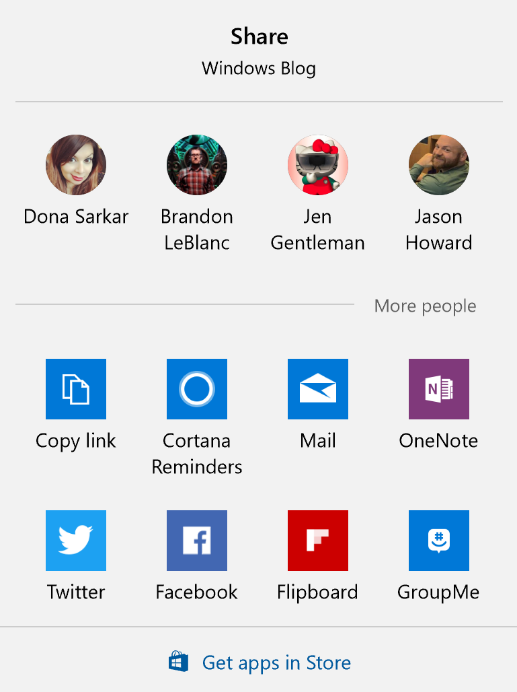 Share
Windows Blog
Dona Sarkar
Brandon
LeBlanc
Jen
Gentleman
Jason
Howard
More people
Copy link
Cortana
Reminders
Mail
N
OneNote
Twitter
f
Facebook
Flipboard
#
GroupMe
Get apps in Store